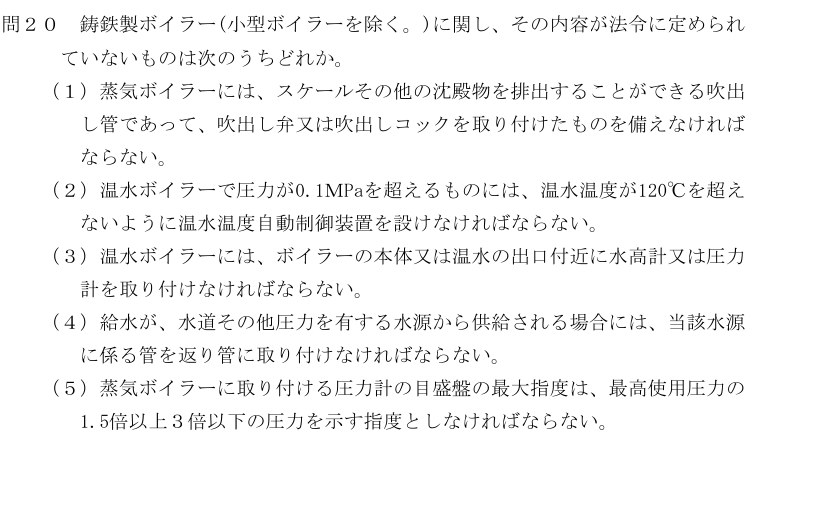 問２０　鋳鉄製ボイラー(小型ボイラーを除く。)に関し、その内容が法令に定められ
ていないものは次のうちどれか。
（１）蒸気ボイラーには、スケールその他の沈殿物を排出することができる吹出
し管であって、吹出し弁又は吹出しコックを取り付けたものを備えなければ
ならない。
（２）温水ボイラーで圧力が0.1MPaを超えるものには、温水温度が120℃を超え
ないように温水温度自動制御装置を設けなければならない。
（３）温水ボイラーには、ボイラーの本体又は温水の出口付近に水高計又は圧力
計を取り付けなければならない。
（４）給水が、水道その他圧力を有する水源から供給される場合には、当該水源
に係る管を返り管に取り付けなければならない。
（５）蒸気ボイラーに取り付ける圧力計の目盛盤の最大指度は、最高使用圧力の
1.5倍以上３倍以下の圧力を示す指度としなければならない。